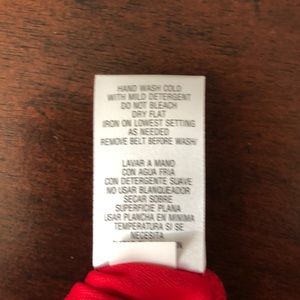 HAND WASH COLD
WITH MILD DETERGENT
DO NOT BLEACH
DRY FLAT
IRON ON LOWEST SETTING
AS NEEDED
REMOVE BELT BEFORE WASH/
LAVAR A MANO
CON AGUA FRIA
CON DETERGENTE SUAVE
NO USAR BLANQUEADOR
SECAR SOBRE
SUPERFICIE PLANA
USAR PLANCHA EN MINIMA
TEMPERATURA SI SE
NECESITA